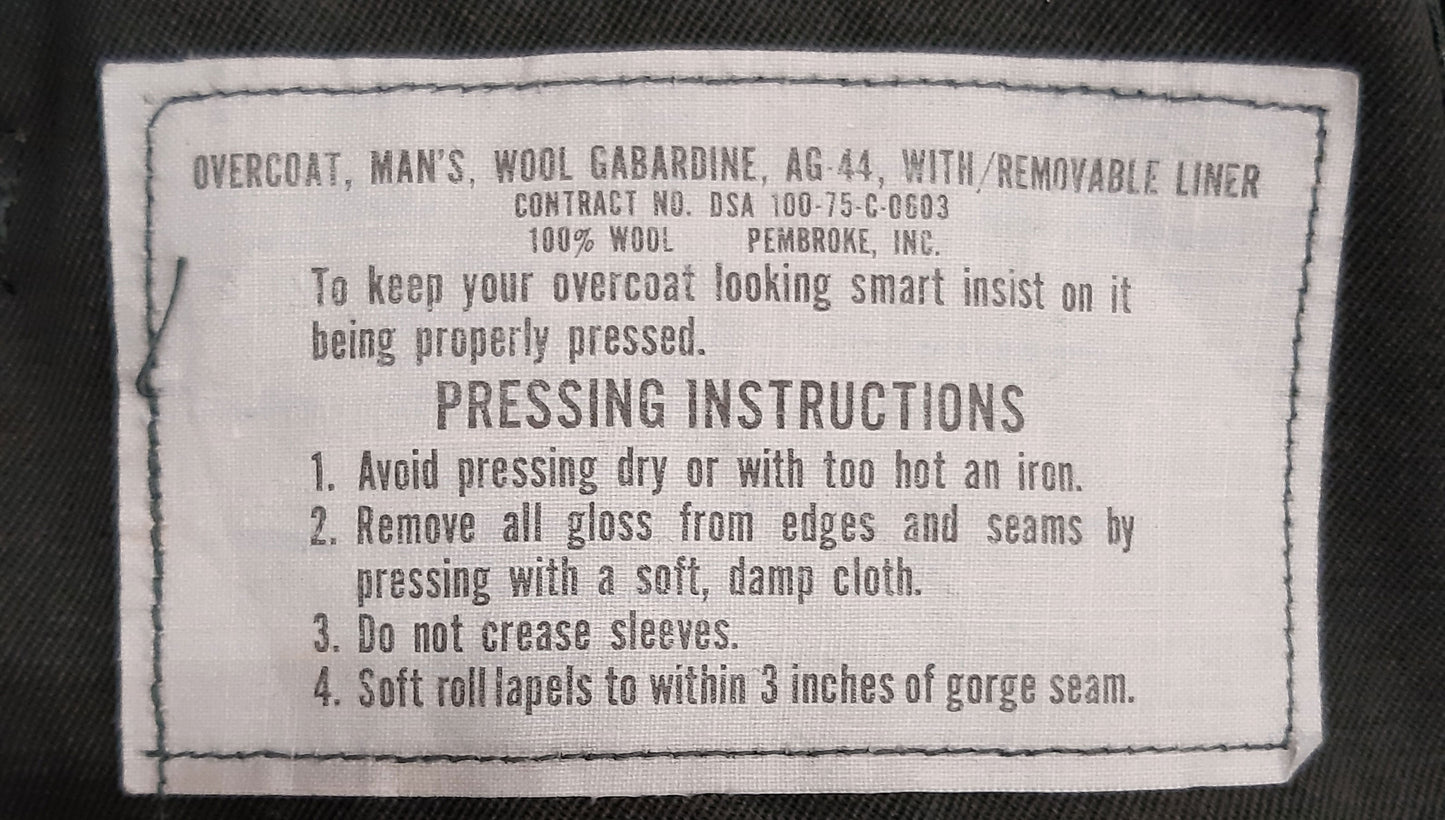 OVERCOAT, MAN'S, WOOL GABARDINE, AG-44, WITH/REMOVABLE LINER
CONTRACT NO. DSA 100-75-C-0603
100% WOOL PEMBROKE, INC.
To keep your overcoat looking smart insist on it
being properly pressed.
PRESSING INSTRUCTIONS
1. Avoid pressing dry or with too hot an iron.
2. Remove all gloss from edges and seams by
pressing with a soft, damp cloth.
3. Do not crease sleeves.
4. Soft roll lapels to within 3 inches of gorge seam.